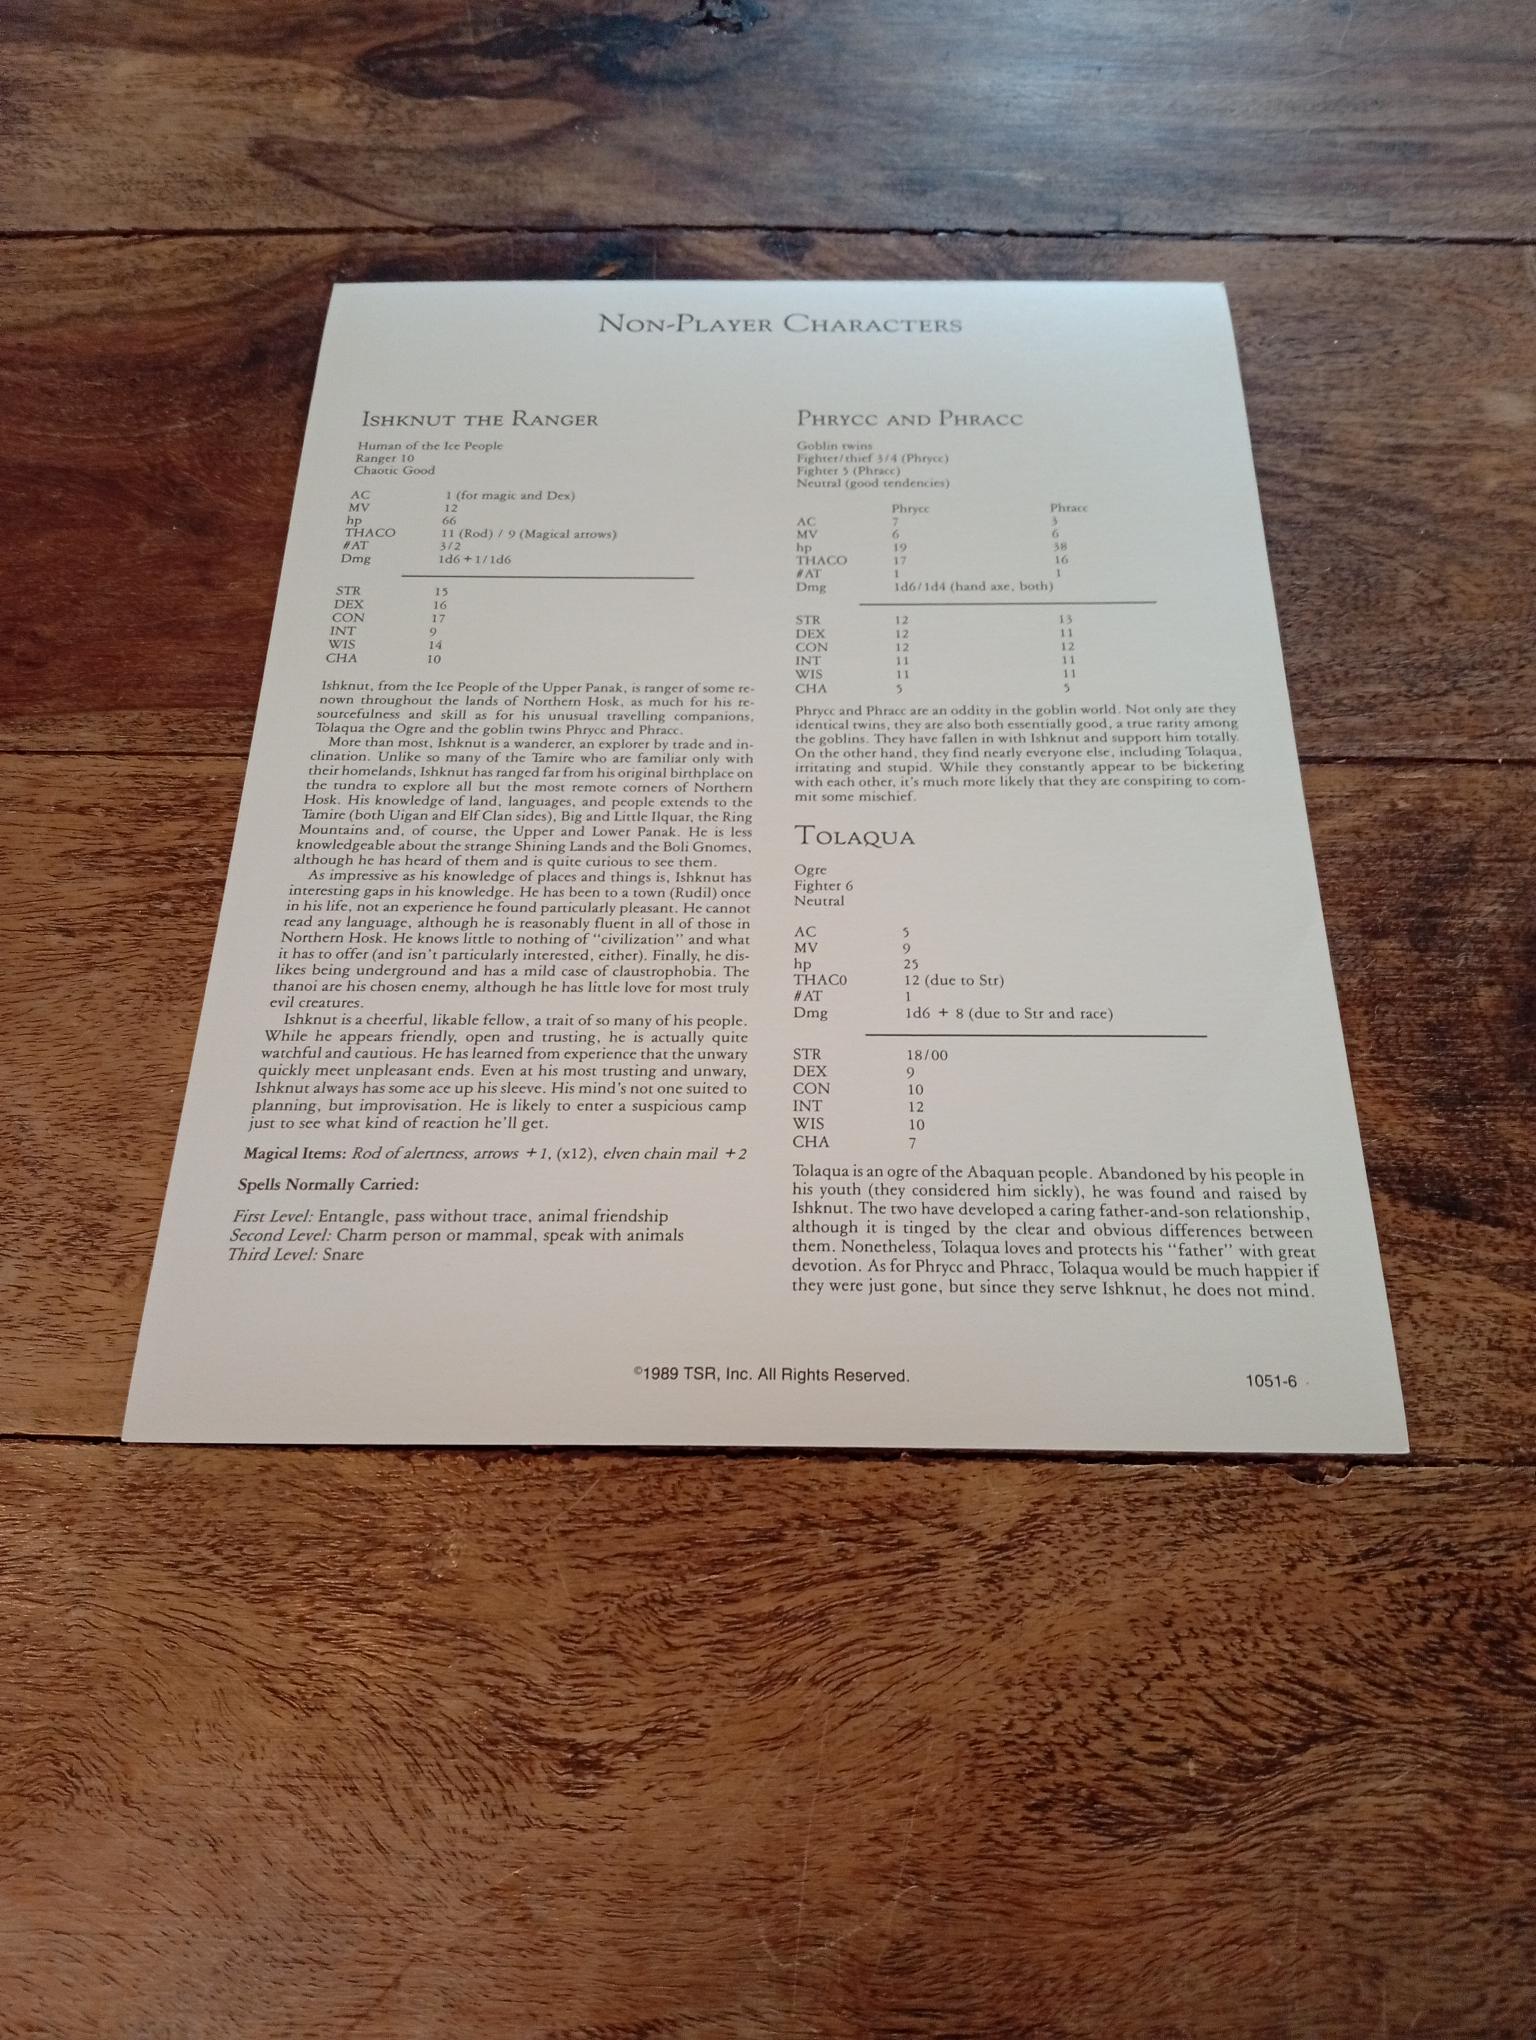 NON-PLAYER CHARACTERS
ISHKNUT THE RANGER
Human of the Ice People
Ranger 10
Chaotic Good
AC 1 (for magic and Dex)
MV 12
hp 66
THACO 11 (Rod) / 9 (Magical arrows)
#AT 3/2
Dmg 1d6 + 1/1d6
STR 15
DEX 16
CON 17
INT 9
WIS 14
CHA 10
Ishknut, from the Ice People of the Upper Panak, is ranger of some re-
nown throughout the lands of Northern Hosk, as much for his re-
sourcefulness and skill as for his unusual travelling companions,
Tolaqua the Ogre and the goblin twins Phrycc and Phracc.
More than most, Ishknut is a wanderer, an explorer by trade and in-
clination. Unlike so many of the Tamire who are familiar only with
their homelands, Ishknut has ranged far from his original birthplace on
the tundra to explore all but the most remote corners of Northern
Hosk. His knowledge of land, languages, and people extends to the
Tamire (both Uigan and Elf Clan sides), Big and Little Ilquar, the Ring
Mountains and, of course, the Upper and Lower Panak. He is less
knowledgeable about the strange Shining Lands and the Boli Gnomes,
although he has heard of them and is quite curious to see them.
As impressive as his knowledge of places and things is, Ishknut has
interesting gaps in his knowledge. He has been to a town (Rudil) once
in his life, not an experience he found particularly pleasant. He cannot
read any language, although he is reasonably fluent in all of those in
Northern Hosk. He knows little to nothing of "civilization" and what
it has to offer (and isn't particularly interested, either). Finally, he dis-
likes being underground and has a mild case of claustrophobia. The
thanoi are his chosen enemy, although he has little love for most truly
evil creatures.
Ishknut is a cheerful, likable fellow, a trait of so many of his people.
While he appears friendly, open and trusting, he is actually quite
watchful and cautious. He has learned from experience that the unwary
quickly meet unpleasant ends. Even at his most trusting and unwary,
Ishknut always has some ace up his sleeve. His mind's not one suited to
planning, but improvisation. He is likely to enter a suspicious camp
just to see what kind of reaction he'll get.
Magical Items: Rod of alertness, arrows +1, (x12), elven chain mail +2
Spells Normally Carried:
First Level: Entangle, pass without trace, animal friendship
Second Level: Charm person or mammal, speak with animals
Third Level: Snare
PHRYCC AND PHRACC
Goblin twins
Fighter/thief 3/4 (Phrycc)
Fighter 5 (Phracc)
Neutral (good tendencies)
Phrycc Phracc
AC 7 3
MV 6 6
hp 19 38
THACO 17 16
#AT 1 1
Dmg 1d6/1d4 (hand axe, both)
STR 12 13
DEX 12 11
CON 12 12
INT 11 11
WIS 11 11
CHA 5 5
Phrycc and Phracc are an oddity in the goblin world. Not only are they
identical twins, they are also both essentially good, a true rarity among
the goblins. They have fallen in with Ishknut and support him totally.
On the other hand, they find nearly everyone else, including Tolaqua,
irritating and stupid. While they constantly appear to be bickering
with each other, it's much more likely that they are conspiring to com-
mit some mischief.
TOLAQUA
Ogre
Fighter 6
Neutral
AC 5
MV 9
hp 25
THAC0 12 (due to Str)
#AT 1
Dmg 1d6 + 8 (due to Str and race)
STR 18/00
DEX 9
CON 10
INT 12
WIS 10
CHA 7
Tolaqua is an ogre of the Abaquan people. Abandoned by his people in
his youth (they considered him sickly), he was found and raised by
Ishknut. The two have developed a caring father-and-son relationship,
although it is tinged by the clear and obvious differences between
them. Nonetheless, Tolaqua loves and protects his "father" with great
devotion. As for Phrycc and Phracc, Tolaqua would be much happier if
they were just gone, but since they serve Ishknut, he does not mind.
©1989 TSR, Inc. All Rights Reserved.
1051-6